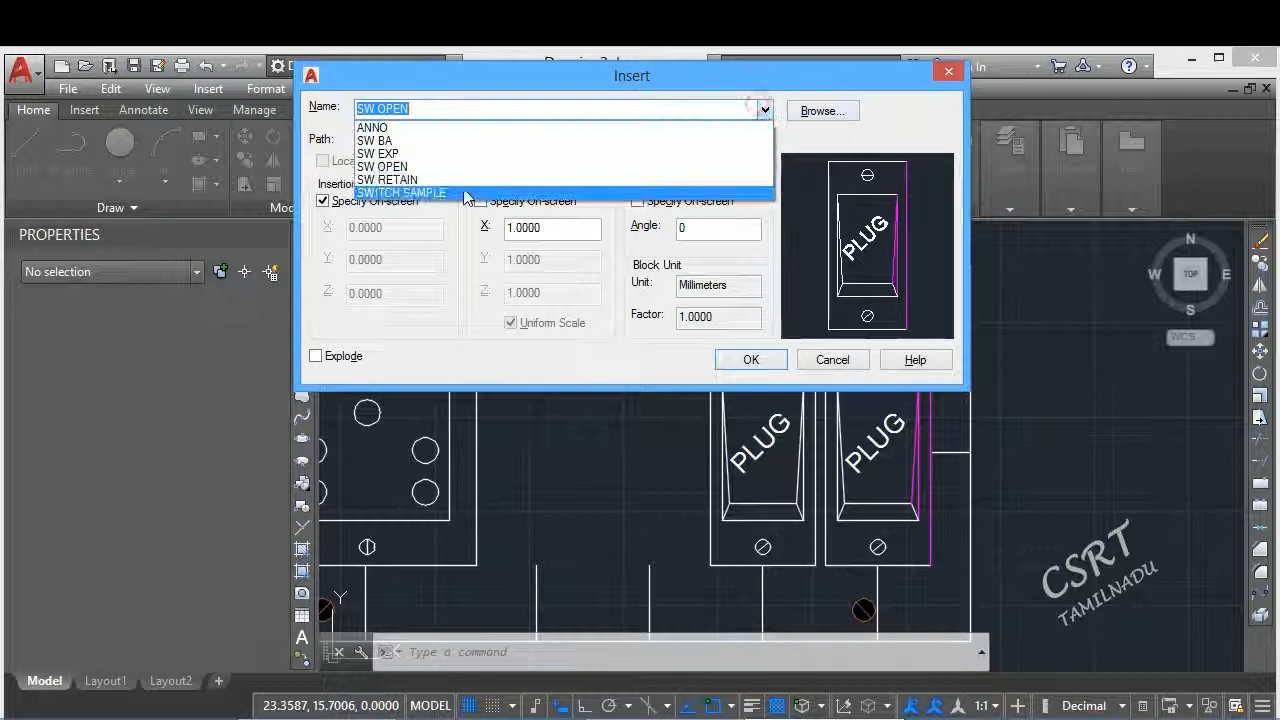 In
File
Edit
View
Insert
Format
Home
Insert
Annotate
View
Manage
Insert
Name:
SW OPEN
Browse...
ANNO
SW BA
SW EXP
SW OPEN
SW RETAIN
SWITCH SAMPLE
Path:
Specify On-screen
Specify On-screen
Specify On-screen
X:
0.0000
Y:
0.0000
Z:
0.0000
X:
1.0000
Y:
1.0000
Z:
1.0000
Uniform Scale
Angle:
0
Block Unit
Unit:
Millimeters
Factor:
1.0000
PLUG
Explode
OK
Cancel
Help
Draw
PROPERTIES
No selection
N
W
TOP
E
S
WCS
PLUG
PLUG
CSRT
TAMILNADU
Y
X
A
Type a command
Model
Layout1
Layout2
+
23.3587, 15.7006, 0.0000
MODEL
1:1
Decimal